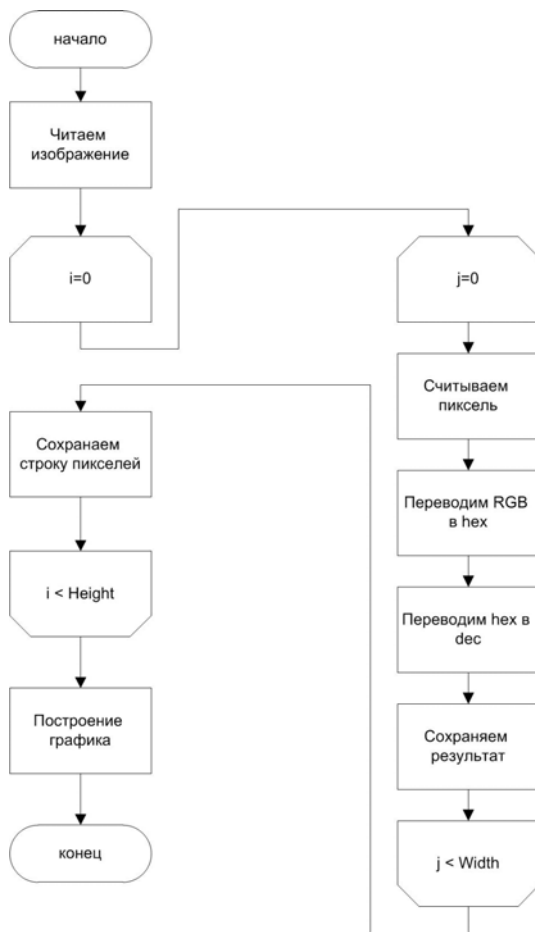 начало
Читаем
изображение
i=0
j=0
Считываем
пиксель
Переводим RGB
в hex
Переводим hex в
dec
Сохраняем
результат
j < Width
Сохранаем
строку пикселей
i < Height
Построение
графика
конец